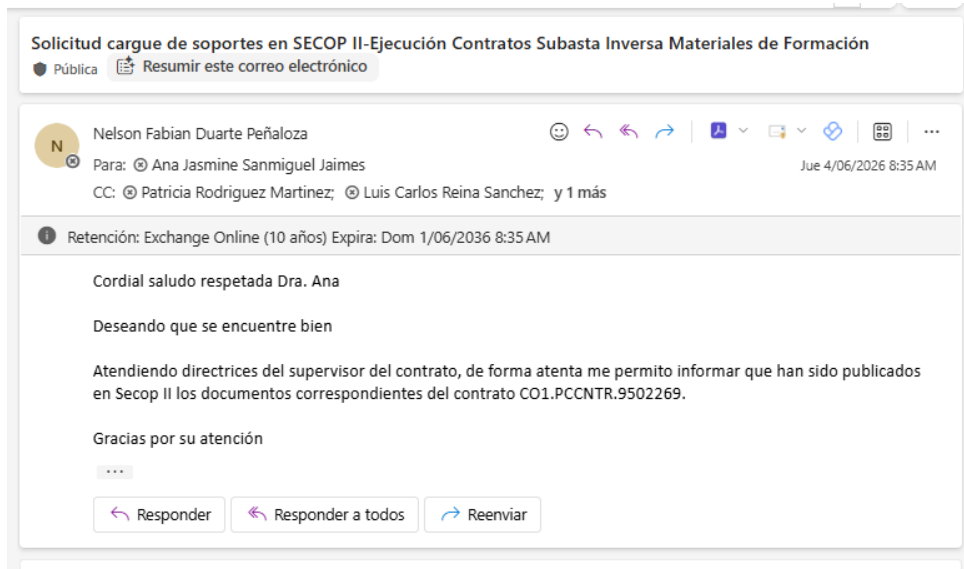 Solicitud cargue de soportes en SECOP II-Ejecución Contratos Subasta Inversa Materiales de Formación
Pública Resumir este correo electrónico
N
Nelson Fabian Duarte Peñaloza
Para: Ana Jasmine Sanmiguel Jaimes
Jue 4/06/2026 8:35 AM
CC: Patricia Rodriguez Martinez; Luis Carlos Reina Sanchez; y 1 más
Retención: Exchange Online (10 años) Expira: Dom 1/06/2036 8:35 AM
Cordial saludo respetada Dra. Ana
Deseando que se encuentre bien
Atendiendo directrices del supervisor del contrato, de forma atenta me permito informar que han sido publicados
en Secop II los documentos correspondientes del contrato CO1.PCCNTR.9502269.
Gracias por su atención
...
Responder Responder a todos Reenviar